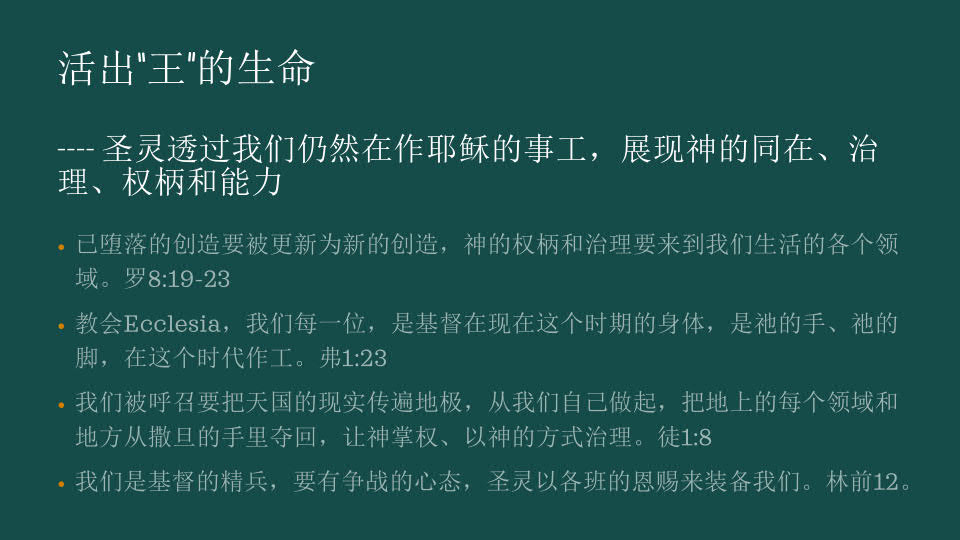 活出"王"的生命
---- 圣灵透过我们仍然在作耶稣的事工，展现神的同在、治
理、权柄和能力
• 已堕落的创造要被更新为新的创造，神的权柄和治理要来到我们生活的各个领
域。罗8:19-23
• 教会Ecclesia，我们每一位，是基督在现在这个时期的身体，是祂的手、祂的
脚，在这个时代作工。弗1:23
• 我们被呼召要把天国的现实传遍地极，从我们自己做起，把地上的每个领域和
地方从撒旦的手里夺回，让神掌权、以神的方式治理。徒1:8
• 我们是基督的精兵，要有争战的心态，圣灵以各班的恩赐来装备我们。林前12。